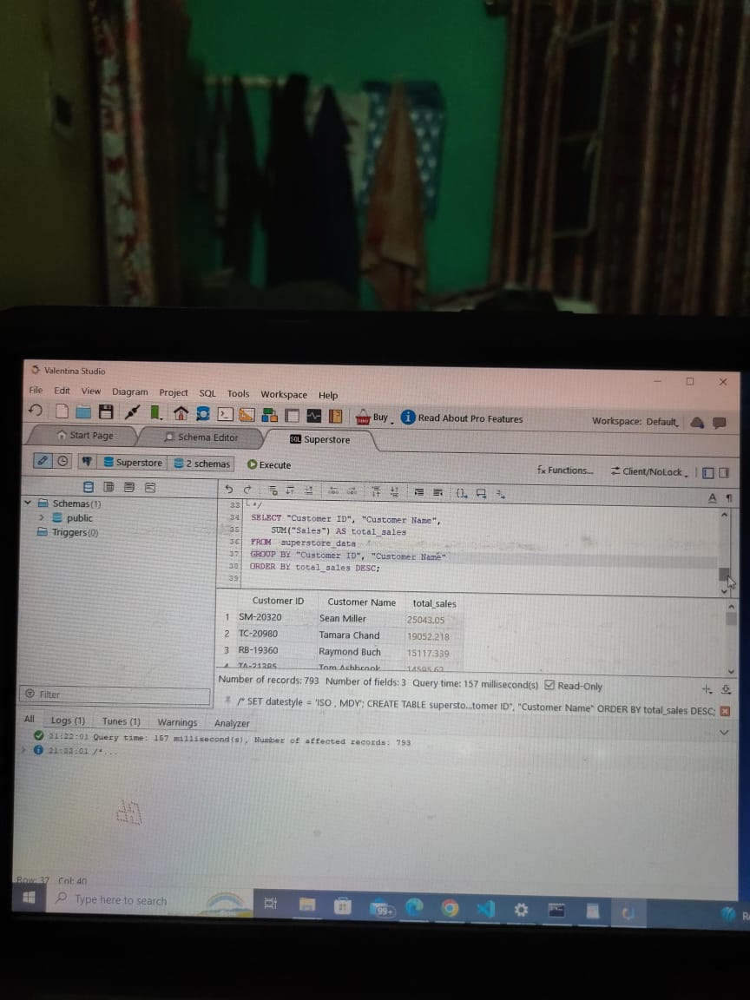 Valentina Studio
File Edit View Diagram Project SQL Tools Workspace Help
Buy Read About Pro Features Workspace: Default
Start Page Schema Editor SQL Superstore
Superstore 2 schemas Execute fx Functions... Client/NoLock
Schemas(1)
public
Triggers(0)
33 */
34 SELECT "Customer ID", "Customer Name",
35 SUM("Sales") AS total_sales
36 FROM superstore_data
37 GROUP BY "Customer ID", "Customer Name"
38 ORDER BY total_sales DESC;
39
Customer ID Customer Name total_sales
1 SM-20320 Sean Miller 25043.05
2 TC-20980 Tamara Chand 19052.218
3 RB-19360 Raymond Buch 15117.339
4 TA-21385 Tom Ashbrook 14595.62
Number of records: 793 Number of fields: 3 Query time: 157 millisecond(s) Read-Only
Filter
/* SET datestyle = 'ISO , MDY'; CREATE TABLE supersto...tomer ID", "Customer Name" ORDER BY total_sales DESC;
All Logs (1) Tunes (1) Warnings Analyzer
Query time: 157 millisecond(s), Number of affected records: 793
/*...
Row: 37 Col: 40
Type here to search
99+